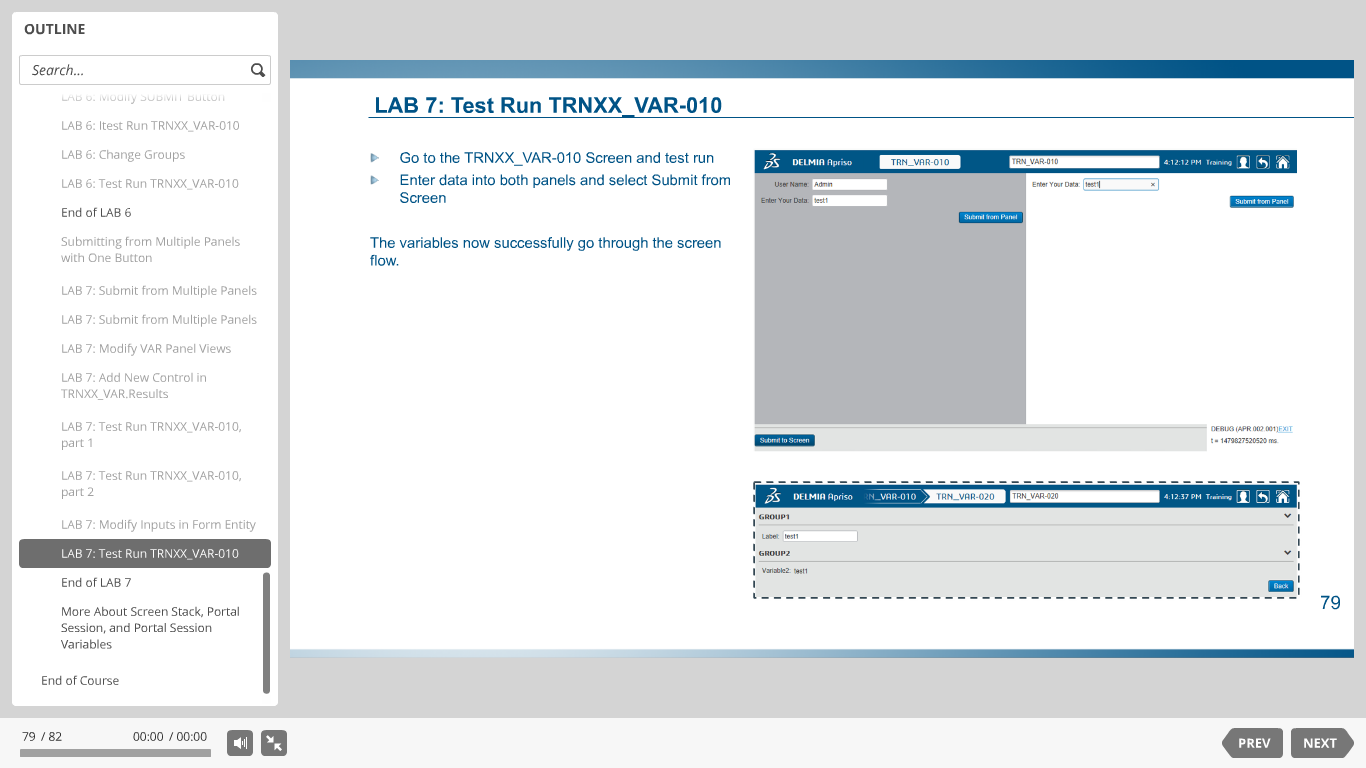 OUTLINE
Search...
LAB 6: Modify SUBMIT Button
LAB 6: Itest Run TRNXX_VAR-010
LAB 6: Change Groups
LAB 6: Test Run TRNXX_VAR-010
End of LAB 6
Submitting from Multiple Panels
with One Button
LAB 7: Submit from Multiple Panels
LAB 7: Submit from Multiple Panels
LAB 7: Modify VAR Panel Views
LAB 7: Add New Control in
TRNXX_VAR.Results
LAB 7: Test Run TRNXX_VAR-010,
part 1
LAB 7: Test Run TRNXX_VAR-010,
part 2
LAB 7: Modify Inputs in Form Entity
LAB 7: Test Run TRNXX_VAR-010
End of LAB 7
More About Screen Stack, Portal
Session, and Portal Session
Variables
End of Course
LAB 7: Test Run TRNXX_VAR-010
Go to the TRNXX_VAR-010 Screen and test run
Enter data into both panels and select Submit from
Screen
The variables now successfully go through the screen
flow.
DELMIA Apriso TRN_VAR-010 TRN_VAR-010 4:12:12 PM Training
User Name: Admin
Enter Your Data: test1
Submit from Panel
Enter Your Data: test1 ×
Submit from Panel
Submit to Screen
DEBUG (APR.002.001)EXIT
t = 1479827520520 ms.
DELMIA Apriso N_VAR-010 TRN_VAR-020 TRN_VAR-020 4:12:37 PM Training
GROUP1
Label: test1
GROUP2
Variable2: test1
Back
79
79 / 82 00:00 / 00:00
PREV NEXT